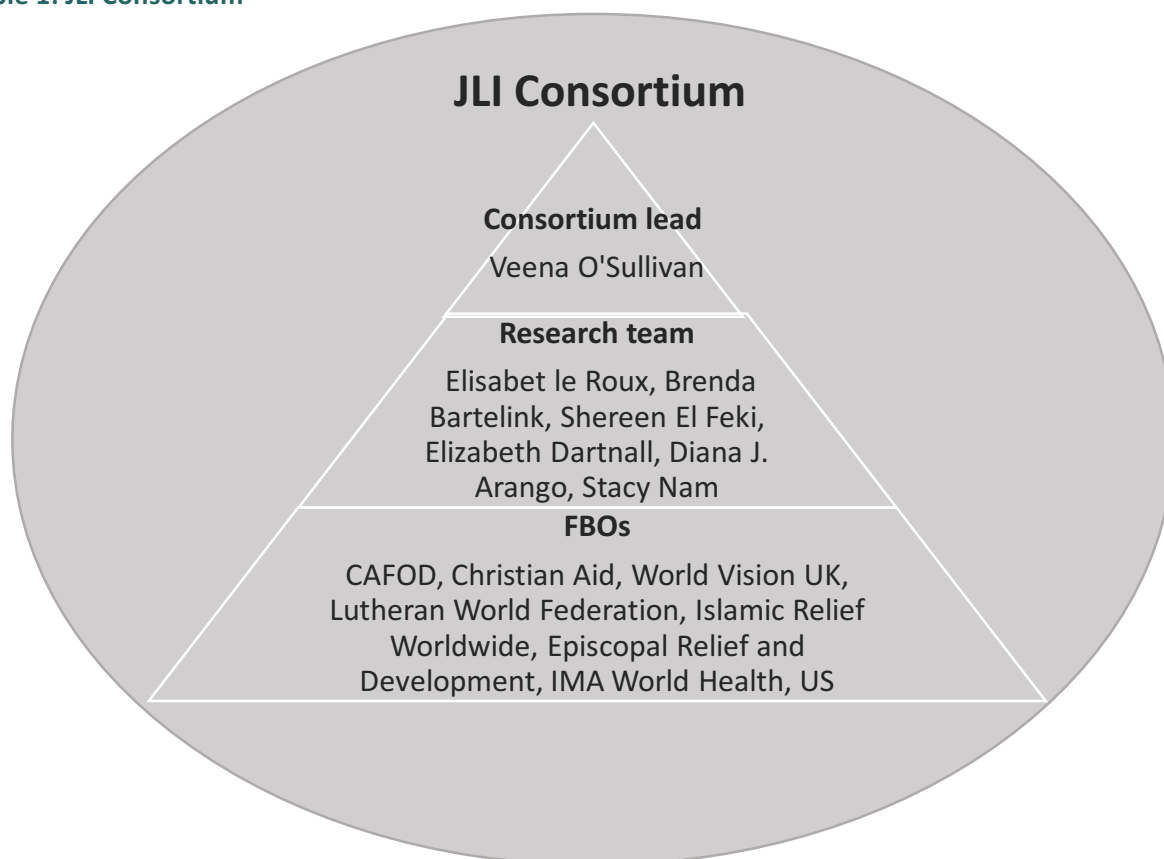 JLI Consortium
JLI Consortium
Consortium lead
Veena O'Sullivan
Research team
Elisabet le Roux, Brenda
Bartelink, Shereen El Feki,
Elizabeth Dartnall, Diana J.
Arango, Stacy Nam
FBOs
CAFOD, Christian Aid, World Vision UK,
Lutheran World Federation, Islamic Relief
Worldwide, Episcopal Relief and
Development, IMA World Health, US